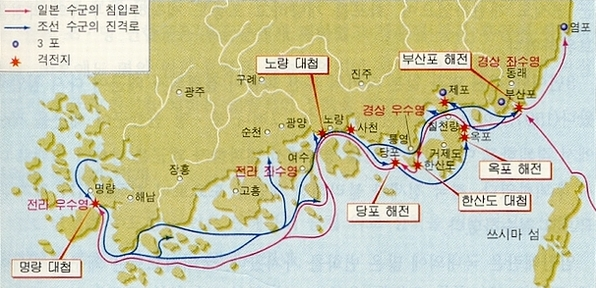 일본 수군의 침입로
조선 수군의 진격로
3 포
격전지
염포
부산포 해전
경상 좌수영
동래
부산포
노량 대첩
진주
구례
광주
제포
경상 우수영
순천
광양
노량
사천
통영
칠천량
옥포
거제도
당포
한산도
여수
장흥
전라 좌수영
고흥
옥포 해전
명량
해남
전라 우수영
당포 해전
한산도 대첩
명량 대첩
쓰시마 섬